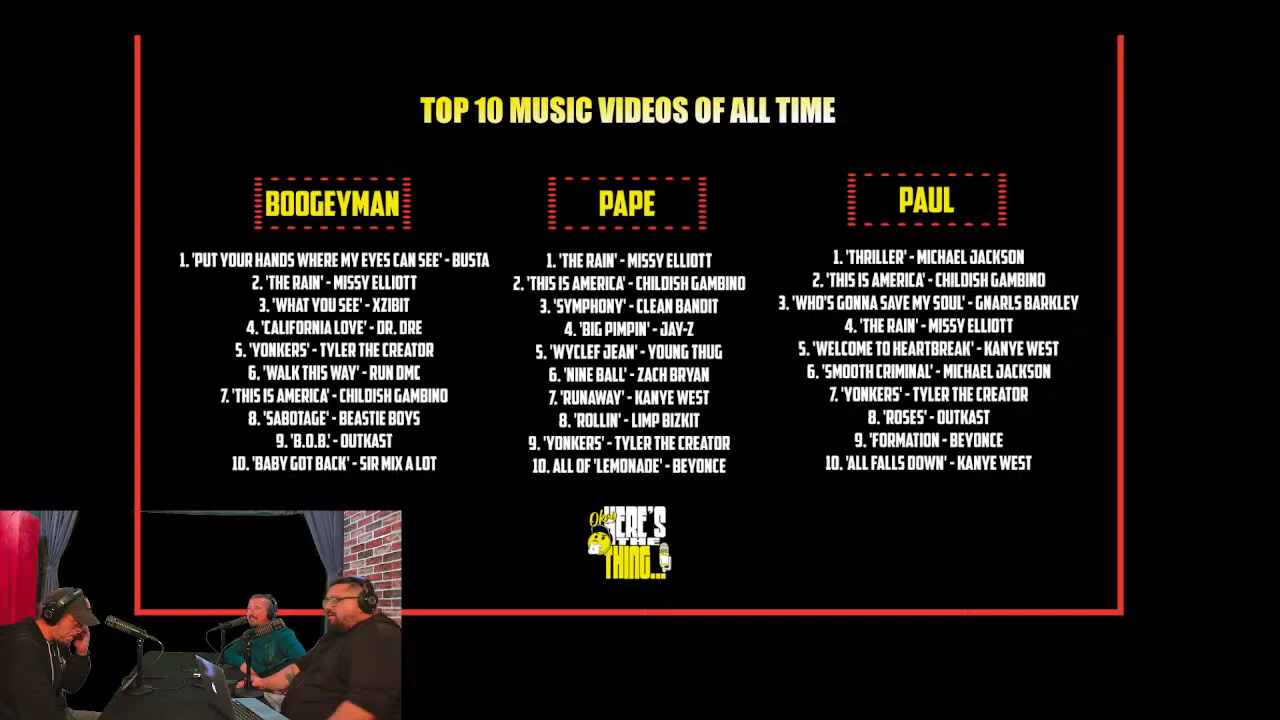 TOP 10 MUSIC VIDEOS OF ALL TIME
BOOGEYMAN
1. 'PUT YOUR HANDS WHERE MY EYES CAN SEE' - BUSTA
2. 'THE RAIN' - MISSY ELLIOTT
3. 'WHAT YOU SEE' - XZIBIT
4. 'CALIFORNIA LOVE' - DR. DRE
5. 'YONKERS' - TYLER THE CREATOR
6. 'WALK THIS WAY' - RUN DMC
7. 'THIS IS AMERICA' - CHILDISH GAMBINO
8. 'SABOTAGE' - BEASTIE BOYS
9. 'B.O.B.' - OUTKAST
10. 'BABY GOT BACK' - SIR MIX A LOT
PAPE
1. 'THE RAIN' - MISSY ELLIOTT
2. 'THIS IS AMERICA' - CHILDISH GAMBINO
3. 'SYMPHONY' - CLEAN BANDIT
4. 'BIG PIMPIN' - JAY-Z
5. 'WYCLEF JEAN' - YOUNG THUG
6. 'NINE BALL' - ZACH BRYAN
7. 'RUNAWAY' - KANYE WEST
8. 'ROLLIN' - LIMP BIZKIT
9. 'YONKERS' - TYLER THE CREATOR
10. ALL OF 'LEMONADE' - BEYONCE
PAUL
1. 'THRILLER' - MICHAEL JACKSON
2. 'THIS IS AMERICA' - CHILDISH GAMBINO
3. 'WHO'S GONNA SAVE MY SOUL' - GNARLS BARKLEY
4. 'THE RAIN' - MISSY ELLIOTT
5. 'WELCOME TO HEARTBREAK' - KANYE WEST
6. 'SMOOTH CRIMINAL' - MICHAEL JACKSON
7. 'YONKERS' - TYLER THE CREATOR
8. 'ROSES' - OUTKAST
9. 'FORMATION' - BEYONCE
10. 'ALL FALLS DOWN' - KANYE WEST
Okay HERE'S
THE
THING...